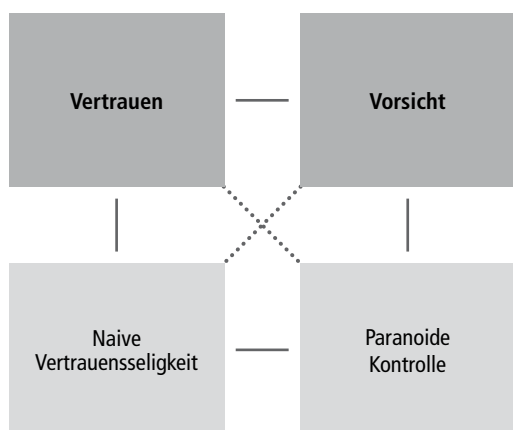 Vertrauen
Vorsicht
Naive
Vertrauensseligkeit
Paranoide
Kontrolle